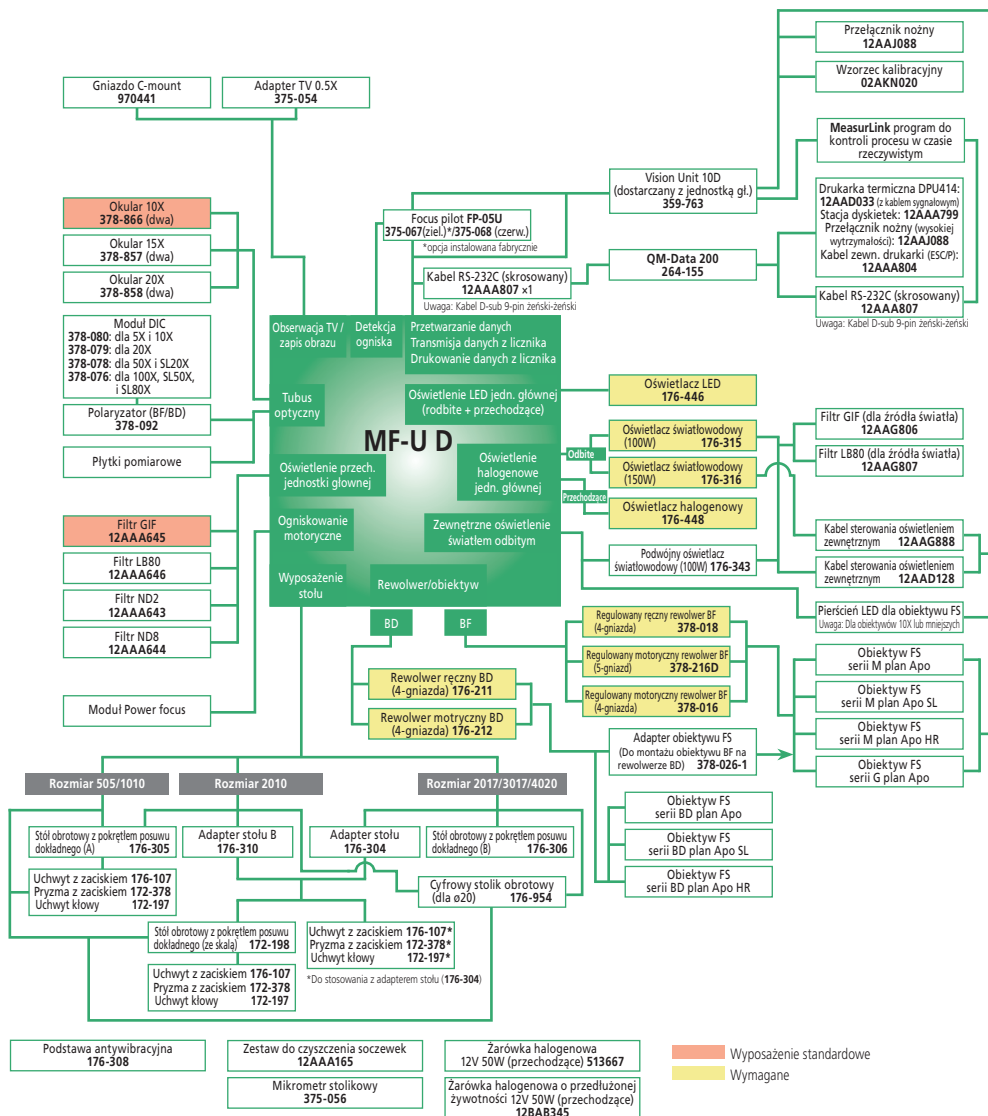 Przełącznik nożny
12AAJ088
Wzorzec kalibracyjny
02AKN020
Gniazdo C-mount
970441
Adapter TV 0.5X
375-054
MeasurLink program do
kontroli procesu w czasie
rzeczywistym
Vision Unit 10D
(dostarczany z jednostką gł.)
359-763
Drukarka termiczna DPU414:
12AAD033 (z kablem sygnałowym)
Stacja dyskietek: 12AAA799
Przełącznik nożny (wysokiej
wytrzymałości): 12AAJ088
Kabel zewn. drukarki (ESC/P):
12AAA804
Okular 10X
378-866 (dwa)
Okular 15X
378-857 (dwa)
Okular 20X
378-858 (dwa)
Focus pilot FP-05U
375-067(ziel.)*/375-068 (czerw.)
*opcja instalowana fabrycznie
QM-Data 200
264-155
Kabel RS-232C (skrosowany)
12AAA807 ×1
Uwaga: Kabel D-sub 9-pin żeński-żeński
Kabel RS-232C (skrosowany)
12AAA807
Uwaga: Kabel D-sub 9-pin żeński-żeński
Moduł DIC
378-080: dla 5X i 10X
378-079: dla 20X
378-078: dla 50X i SL20X
378-076: dla 100X, SL50X,
i SL80X
Polaryzator (BF/BD)
378-092
Płytki pomiarowe
Obserwacja TV /
zapis obrazu
Detekcja
ogniska
Przetwarzanie danych
Transmisja danych z licznika
Drukowanie danych z licznika
Tubus
optyczny
Oświetlenie LED jedn. głównej
(rodbite + przechodzące)
MF-U D
Oświetlenie przech.
jednostki głownej
Oświetlenie
halogenowe
jedn. głównej
Ogniskowanie
motoryczne
Zewnętrzne oświetlenie
światłem odbitym
Wyposażenie
stołu
Rewolwer/obiektyw
BD
BF
Oświetlacz LED
176-446
Odbite
Oświetlacz światłowodowy
(100W) 176-315
Oświetlacz światłowodowy
(150W) 176-316
Przechodzące
Oświetlacz halogenowy
176-448
Podwójny oświetlacz
światłowodowy (100W) 176-343
Filtr GIF (dla źródła światła)
12AAG806
Filtr LB80 (dla źródła światła)
12AAG807
Kabel sterowania oświetleniem
zewnętrznym 12AAG888
Kabel sterowania oświetleniem
zewnętrznym 12AAD128
Pierścień LED dla obiektywu FS
Uwaga: Dla obiektywów 10X lub mniejszych
Filtr GIF
12AAA645
Filtr LB80
12AAA646
Filtr ND2
12AAA643
Filtr ND8
12AAA644
Moduł Power focus
Regulowany ręczny rewolwer BF
(4-gniazda) 378-018
Regulowany motoryczny rewolwer BF
(5-gniazd) 378-216D
Regulowany motoryczny rewolwer BF
(4-gniazda) 378-016
Rewolwer ręczny BD
(4-gniazda) 176-211
Rewolwer motryczny BD
(4-gniazda) 176-212
Adapter obiektywu FS
(Do montażu obiektywu BF na
rewolwerze BD) 378-026-1
Obiektyw FS
serii M plan Apo
Obiektyw FS
serii M plan Apo SL
Obiektyw FS
serii M plan Apo HR
Obiektyw FS
serii G plan Apo
Obiektyw FS
serii BD plan Apo
Obiektyw FS
serii BD plan Apo SL
Obiektyw FS
serii BD plan Apo HR
Rozmiar 505/1010
Rozmiar 2010
Rozmiar 2017/3017/4020
Stół obrotowy z pokrętłem posuwu
dokładnego (A) 176-305
Adapter stołu B
176-310
Adapter stołu
176-304
Stół obrotowy z pokrętłem posuwu
dokładnego (B) 176-306
Uchwyt z zaciskiem 176-107
Pryzma z zaciskiem 172-378
Uchwyt kłowy 172-197
Cyfrowy stolik obrotowy
(dla ø20) 176-954
Stół obrotowy z pokrętłem posuwu
dokładnego (ze skalą) 172-198
Uchwyt z zaciskiem 176-107*
Pryzma z zaciskiem 172-378*
Uchwyt kłowy 172-197*
*Do stosowania z adapterem stołu (176-304)
Uchwyt z zaciskiem 176-107
Pryzma z zaciskiem 172-378
Uchwyt kłowy 172-197
Podstawa antywibracyjna
176-308
Zestaw do czyszczenia soczewek
12AAA165
Mikrometr stolikowy
375-056
Żarówka halogenowa
12V 50W (przechodzące) 513667
Żarówka halogenowa o przedłużonej
żywotności 12V 50W (przechodzące)
12BAB345
Wyposażenie standardowe
Wymagane